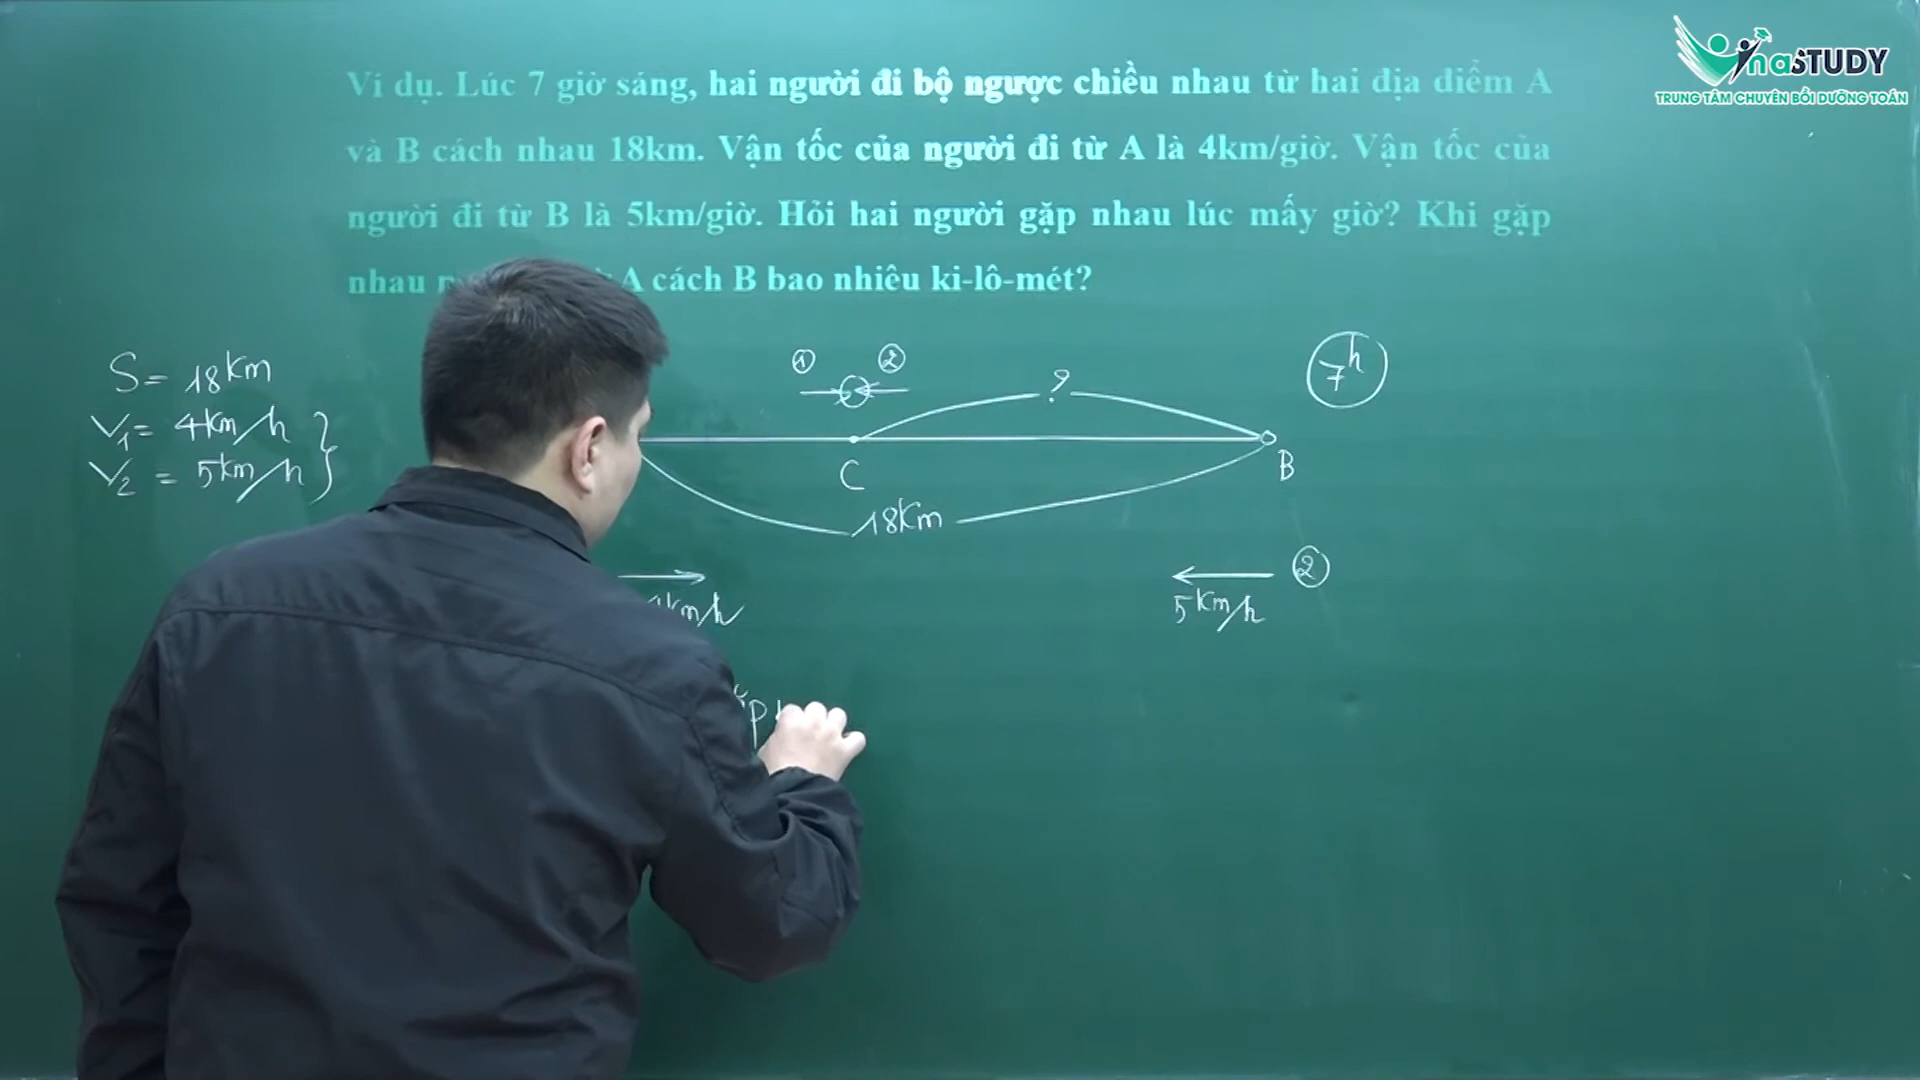 VinaSTUDY
TRUNG TÂM CHUYÊN BỒI DƯỠNG TOÁN
Ví dụ. Lúc 7 giờ sáng, hai người đi bộ ngược chiều nhau từ hai địa điểm A
và B cách nhau 18km. Vận tốc của người đi từ A là 4km/giờ. Vận tốc của
người đi từ B là 5km/giờ. Hỏi hai người gặp nhau lúc mấy giờ? Khi gặp
nhau A cách B bao nhiêu ki-lô-mét?
S = 18km
V1 = 4km/h
V2 = 5km/h
1 2
?
7h
C
B
18km
2
km/h
5km/h